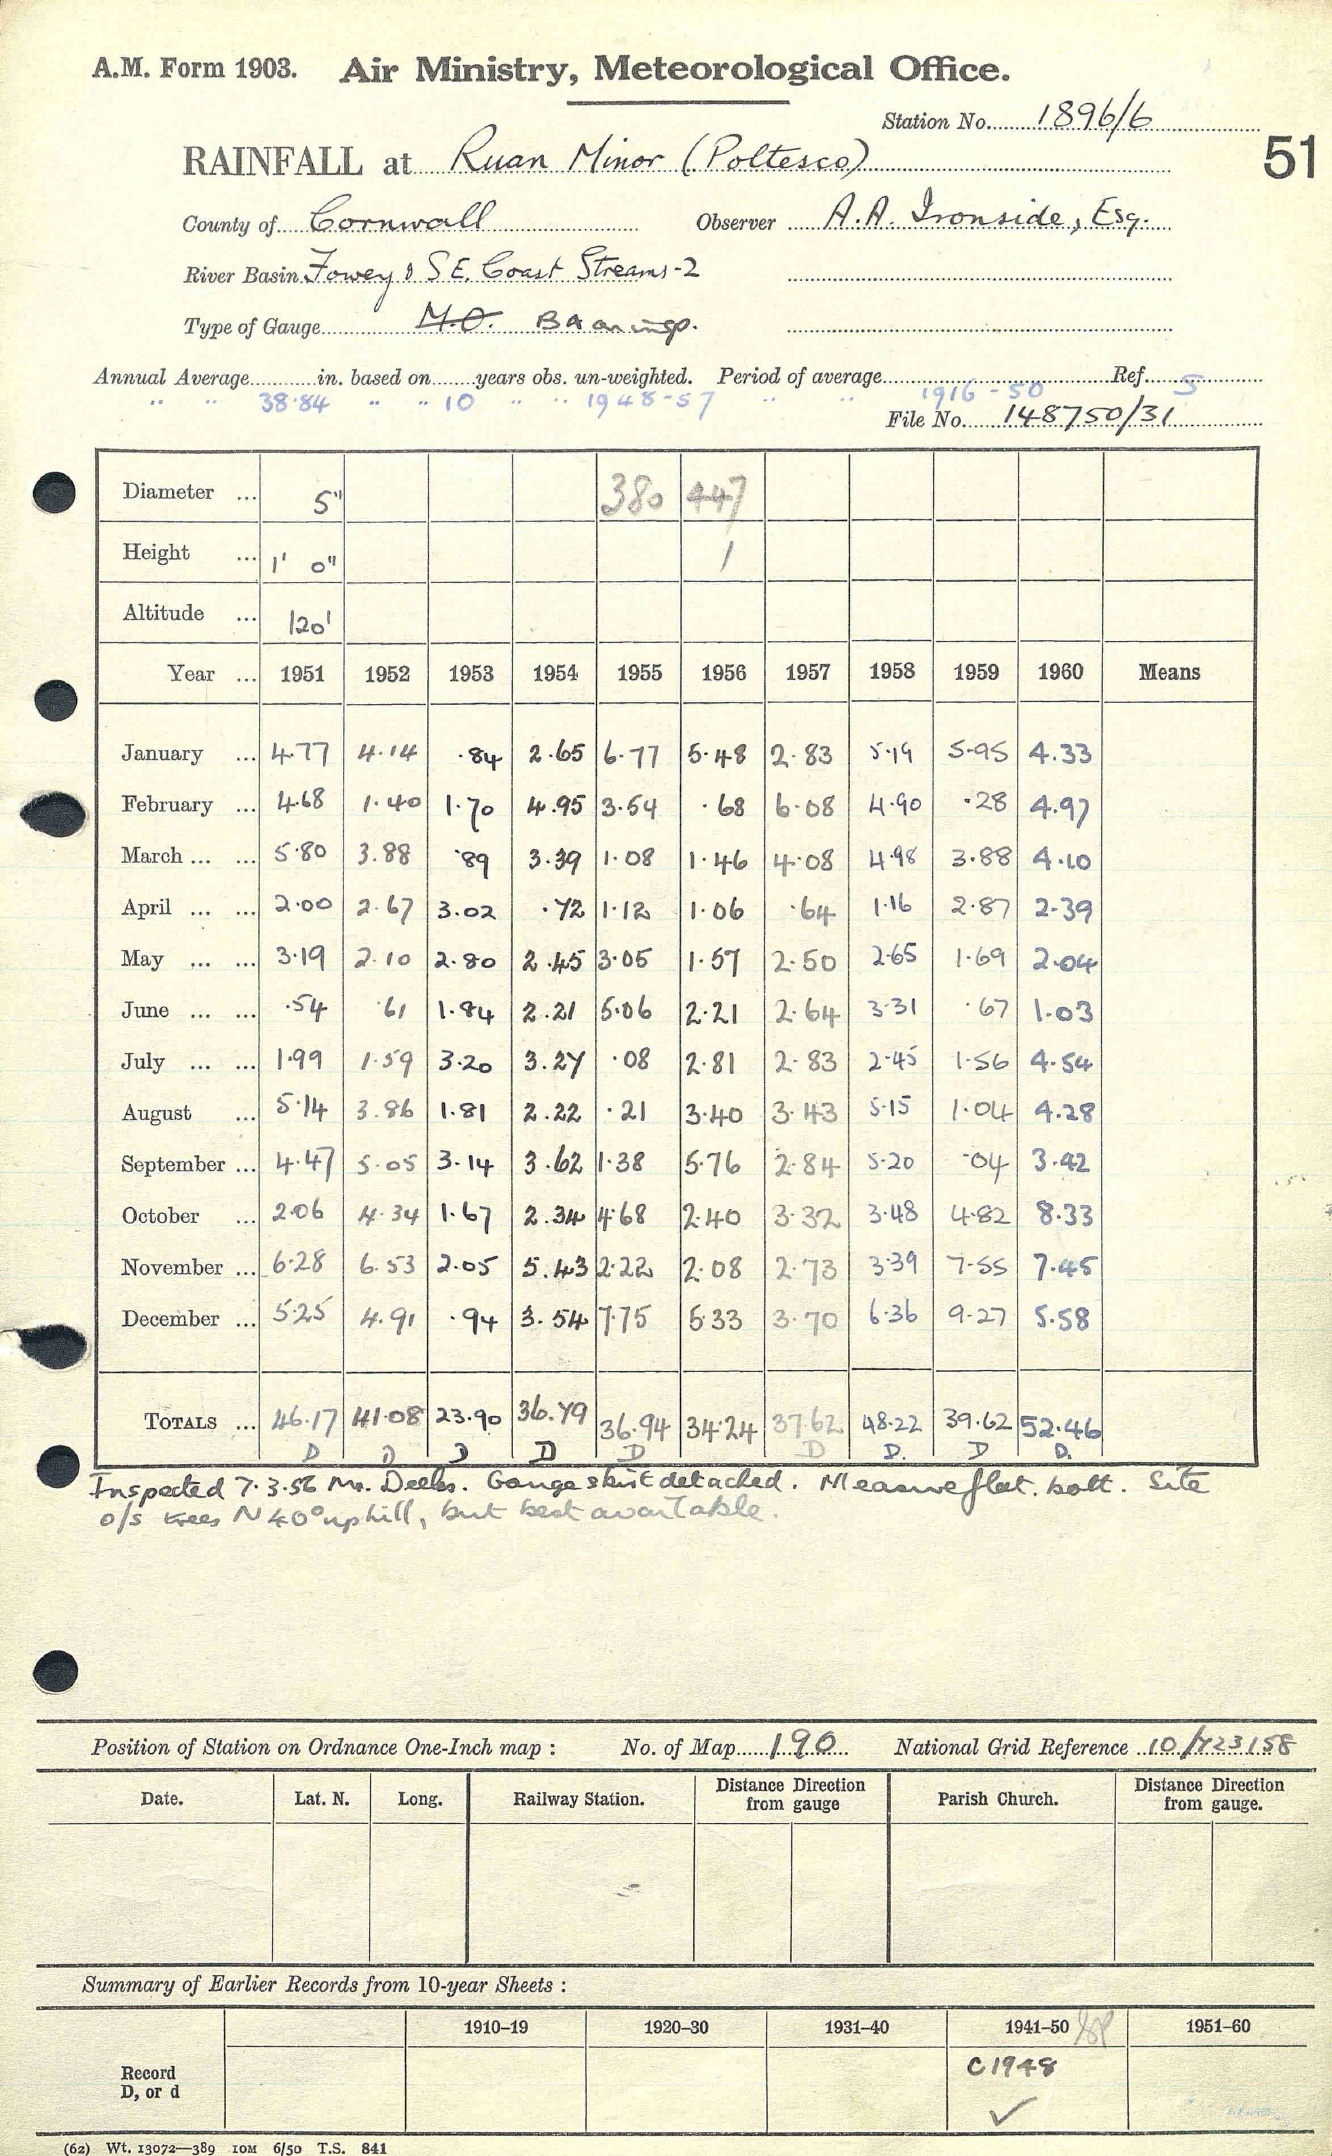 A.M. Form 1903. Air Ministry, Meteorological Office.
Station No. 1896/6
RAINFALL at Ruan Minor (Poltesco)
51
County of Cornwall Observer A.A. Ironside, Esq.
River Basin Fowey & S.E. Coast Streams-2
Type of Gauge M.O.
Annual Average in. based on years obs. un-weighted. Period of average Ref.
" " 38.84 " " 10 " " 1948-57 " " 1916-50 5
File No. 148750/31
Diameter ... 5" 380 447
Height ... 1' 0" 1
Altitude ... 120'
Year ... 1951 1952 1953 1954 1955 1956 1957 1958 1959 1960 Means
January ... 4.77 4.14 .84 2.65 6.77 5.48 2.83 5.19 5.95 4.33
February ... 4.68 1.40 1.70 4.95 3.54 .68 6.08 4.90 .28 4.97
March ... ... 5.80 3.88 .89 3.39 1.08 1.46 4.08 4.98 3.88 4.10
April ... ... 2.00 2.67 3.02 .72 1.12 1.06 .64 1.16 2.87 2.39
May ... ... 3.19 2.10 2.80 2.45 3.05 1.57 2.50 2.65 1.69 2.04
June ... ... .54 .61 1.84 2.21 5.06 2.21 2.64 3.31 .67 1.03
July ... ... 1.99 1.59 3.20 3.27 .08 2.81 2.83 2.45 1.56 4.54
August ... 5.14 3.86 1.81 2.22 .21 3.40 3.43 5.15 1.04 4.28
September ... 4.47 5.05 3.14 3.62 1.38 5.76 2.84 5.20 .04 3.42
October ... 2.06 4.34 1.67 2.34 4.68 2.40 3.32 3.48 4.82 8.33
November ... 6.28 6.53 2.05 5.43 2.22 2.08 2.73 3.39 7.55 7.45
December ... 5.25 4.91 .94 3.54 7.75 5.33 3.70 6.36 9.27 5.58
TOTALS ... 46.17 41.08 23.90 36.79 36.94 34.24 37.62 48.22 39.62 52.46
D D D D D D D. D D.
Inspected 7.3.56 Mr. Gauge skirt detached. Measure flat. bott. Site
o/s trees N 40° uphill, but best available.
Position of Station on Ordnance One-Inch map : No. of Map 190 National Grid Reference 10/723158
Date. Lat. N. Long. Railway Station. Distance Direction from gauge Parish Church. Distance Direction from gauge.
Summary of Earlier Records from 10-year Sheets :
1910–19 1920–30 1931–40 1941–50 1951–60
Record
D, or d
C 1948
(62) Wt. 13072—389 10M 6/50 T.S. 841